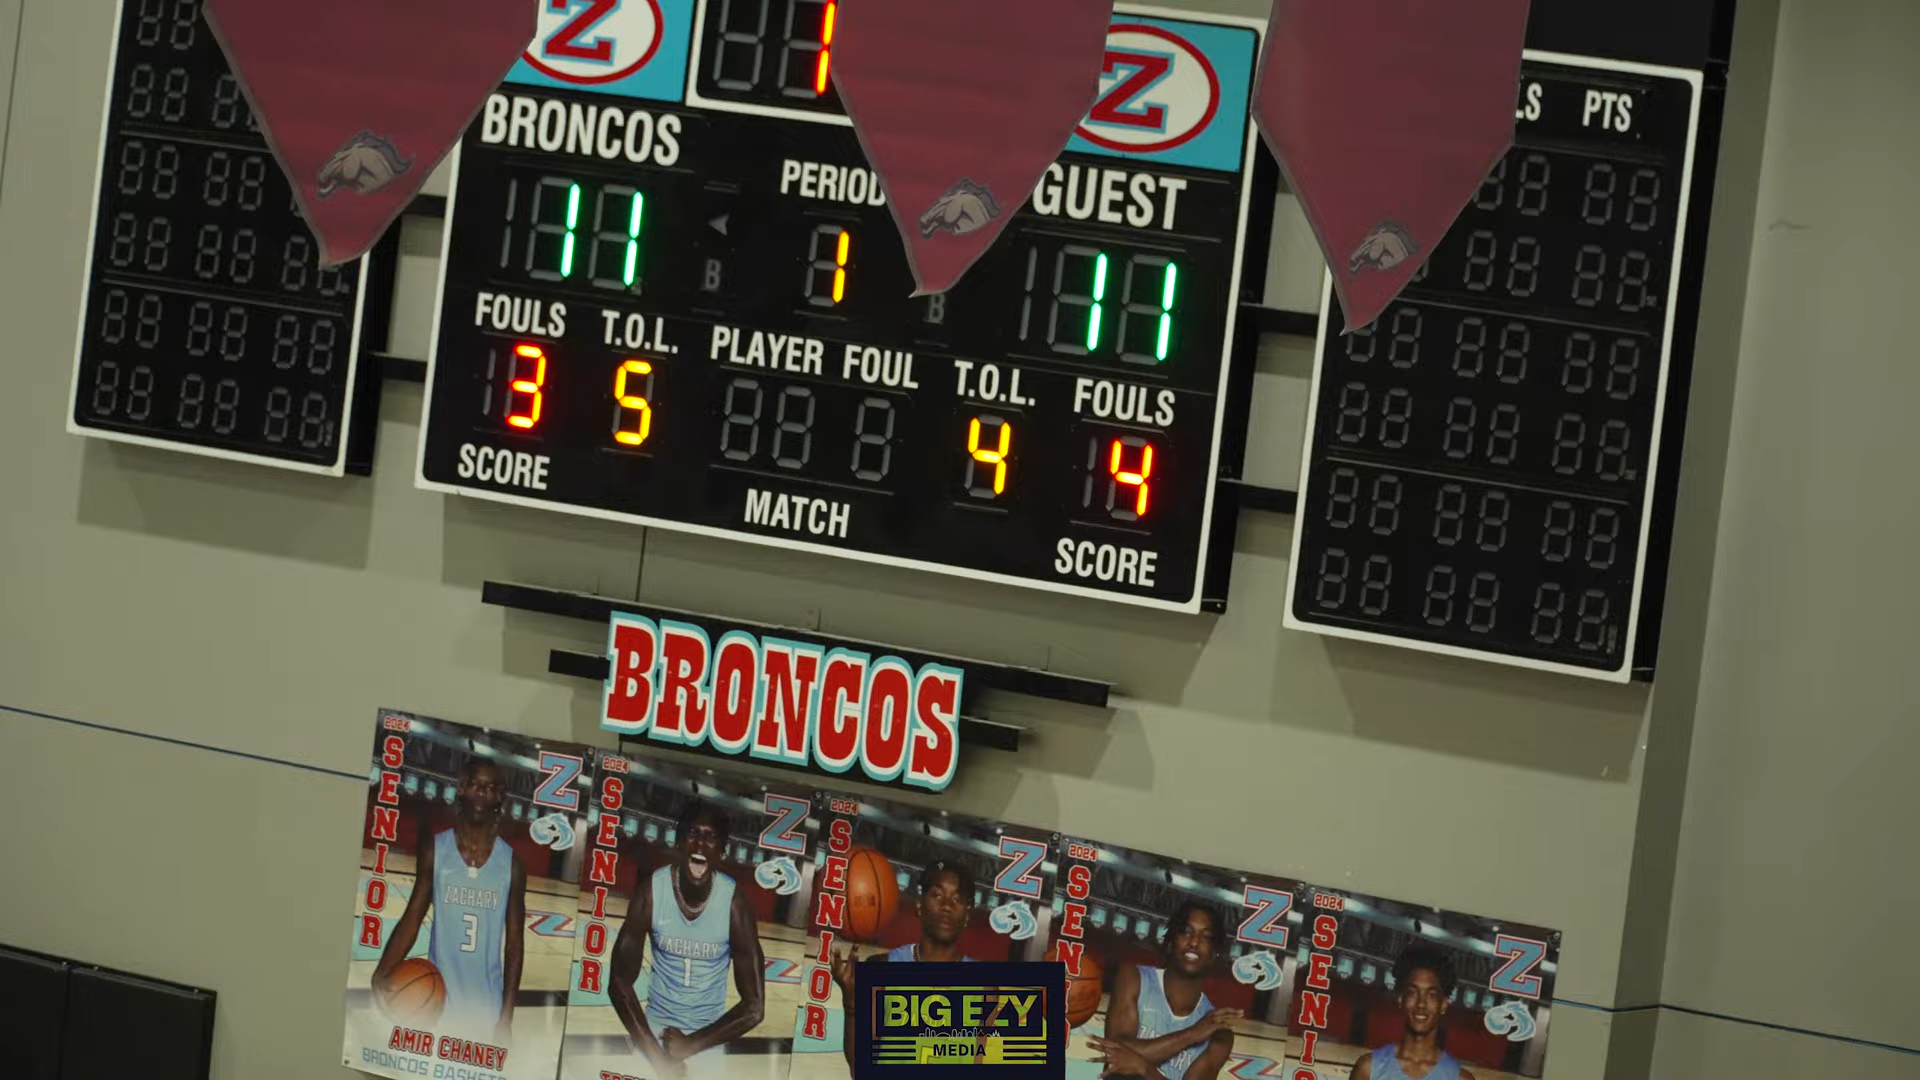 Z
1
Z
BRONCOS
PERIOD
GUEST
LS PTS
11
B
1
B
11
FOULS T.O.L. PLAYER FOUL T.O.L. FOULS
3 5 4 4
SCORE
MATCH
SCORE
BRONCOS
2024
SENIOR
Z
ZACHARY
3
AMIR CHANEY
2024
SENIOR
Z
ZACHARY
1
2024
SENIOR
Z
2024
SENIOR
Z
2024
SENIOR
Z
BIG EZY
MEDIA